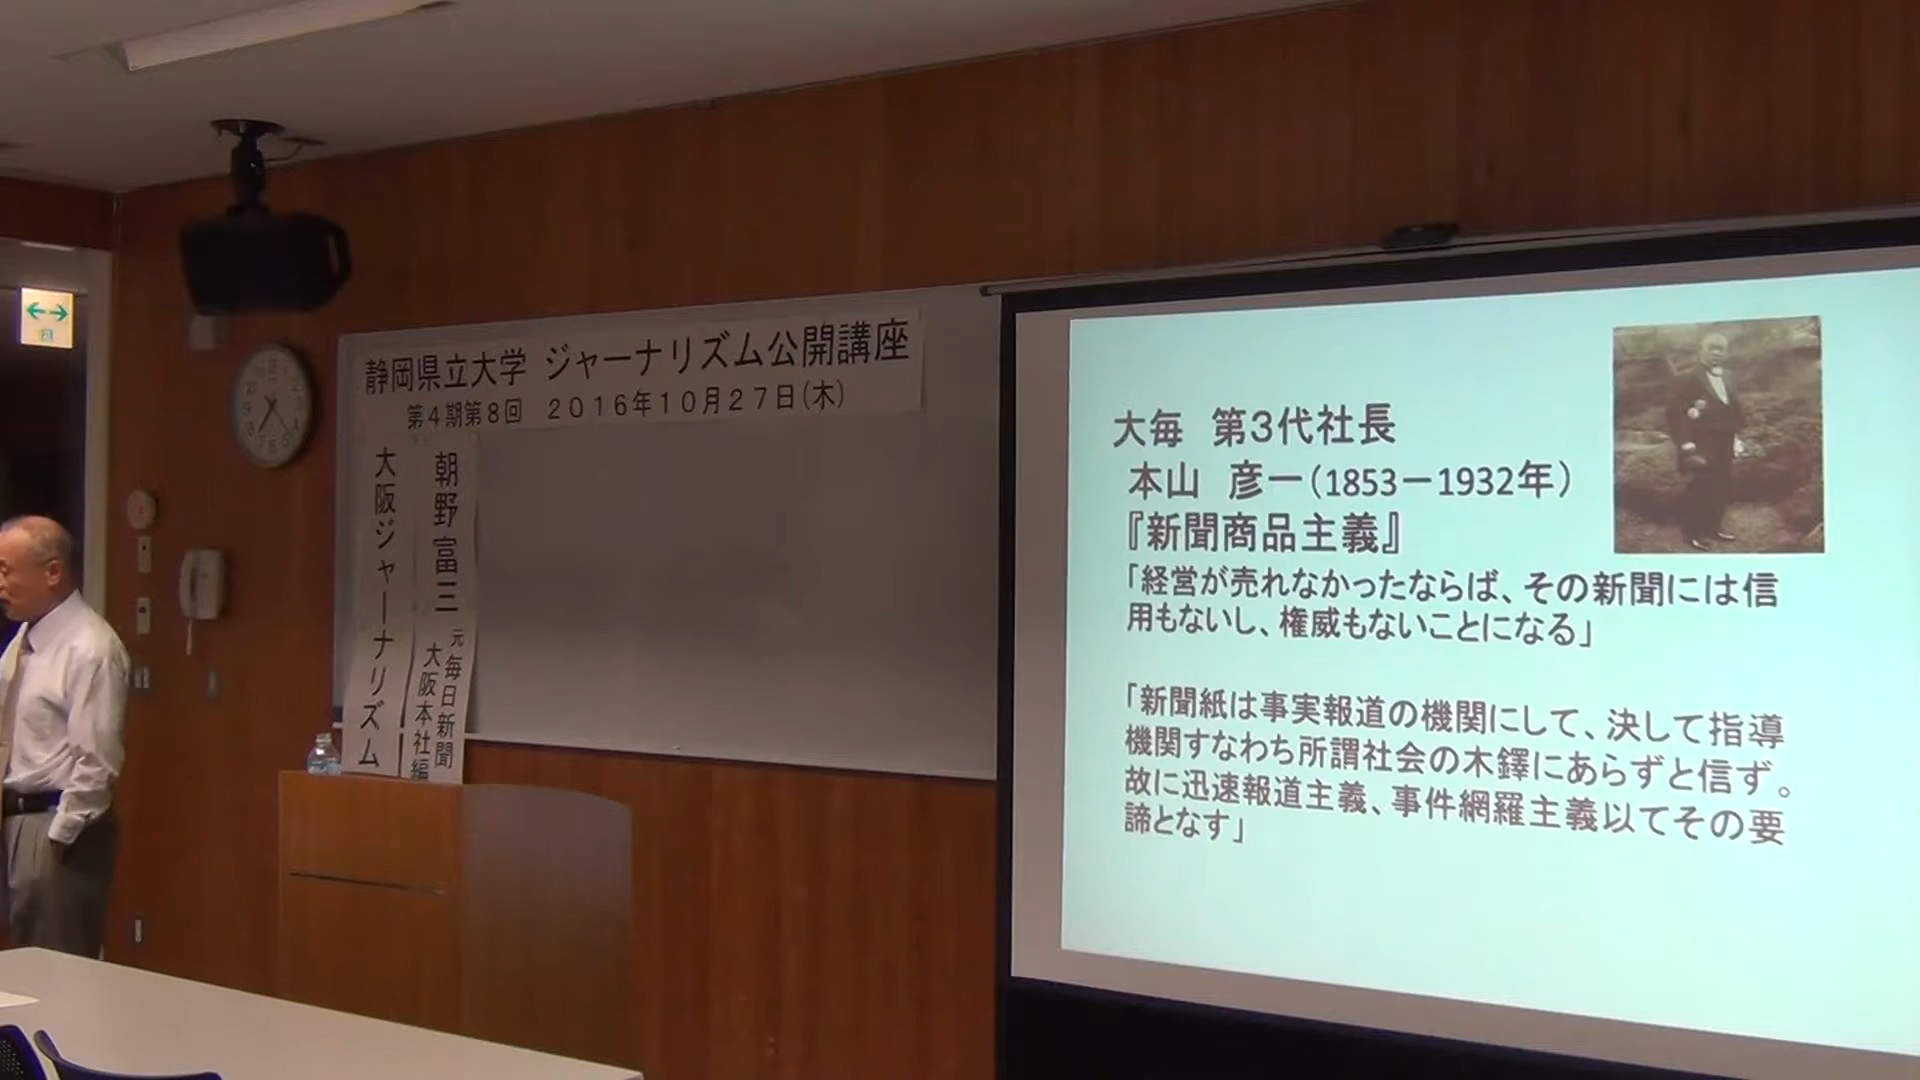 静岡県立大学 ジャーナリズム公開講座
第4期第8回 2016年10月27日(木)
朝野富三 元毎日新聞
大阪本社編
大阪ジャーナリズム
大毎 第3代社長
本山 彦一(1853－1932年)
『新聞商品主義』
「経営が売れなかったならば、その新聞には信
用もないし、権威もないことになる」
「新聞紙は事実報道の機関にして、決して指導
機関すなわち所謂社会の木鐸にあらずと信ず。
故に迅速報道主義、事件網羅主義以てその要
諦となす」